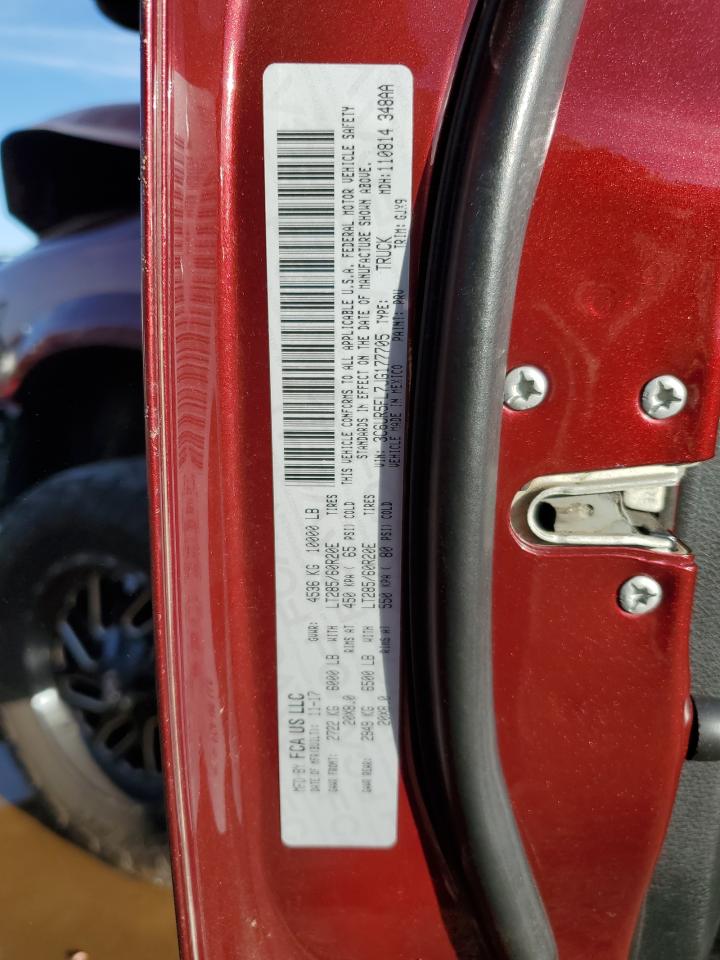 MFD BY FCA US LLC
DATE OF MFR(BUILT): 11-17 GVWR: 4536 KG 10000 LB
GAWR FRONT: 2722 KG 6000 LB WITH LT285/60R20E TIRES
20X8.0 RIMS AT 450 KPA( 65 PSI) COLD
GAWR REAR: 2949 KG 6500 LB WITH LT285/60R20E TIRES
20X8.0 RIMS AT 550 KPA( 80 PSI) COLD
THIS VEHICLE CONFORMS TO ALL APPLICABLE U.S.A. FEDERAL MOTOR VEHICLE SAFETY
STANDARDS IN EFFECT ON THE DATE OF MANUFACTURE SHOWN ABOVE.
VIN: 3C6UR5FL7JG177705 TYPE: TRUCK MDH:110814 348AA
VEHICLE MADE IN MEXICO PAINT: PRV TRIM: GJX9